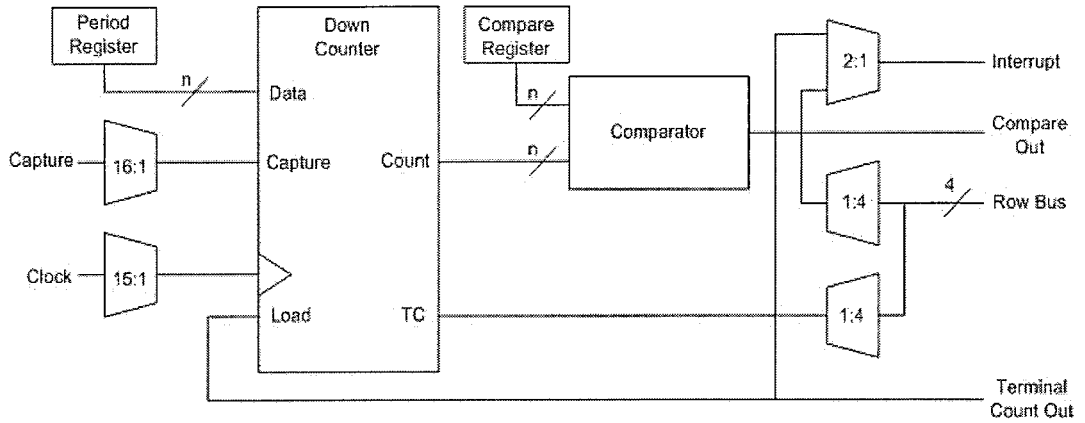 Period
Register
Down
Counter
Compare
Register
n
Data
n
2:1
Interrupt
Comparator
Compare
Out
Capture
16:1
Capture
Count
n
1:4
4
Row Bus
Clock
15:1
Load
TC
1:4
Terminal
Count Out